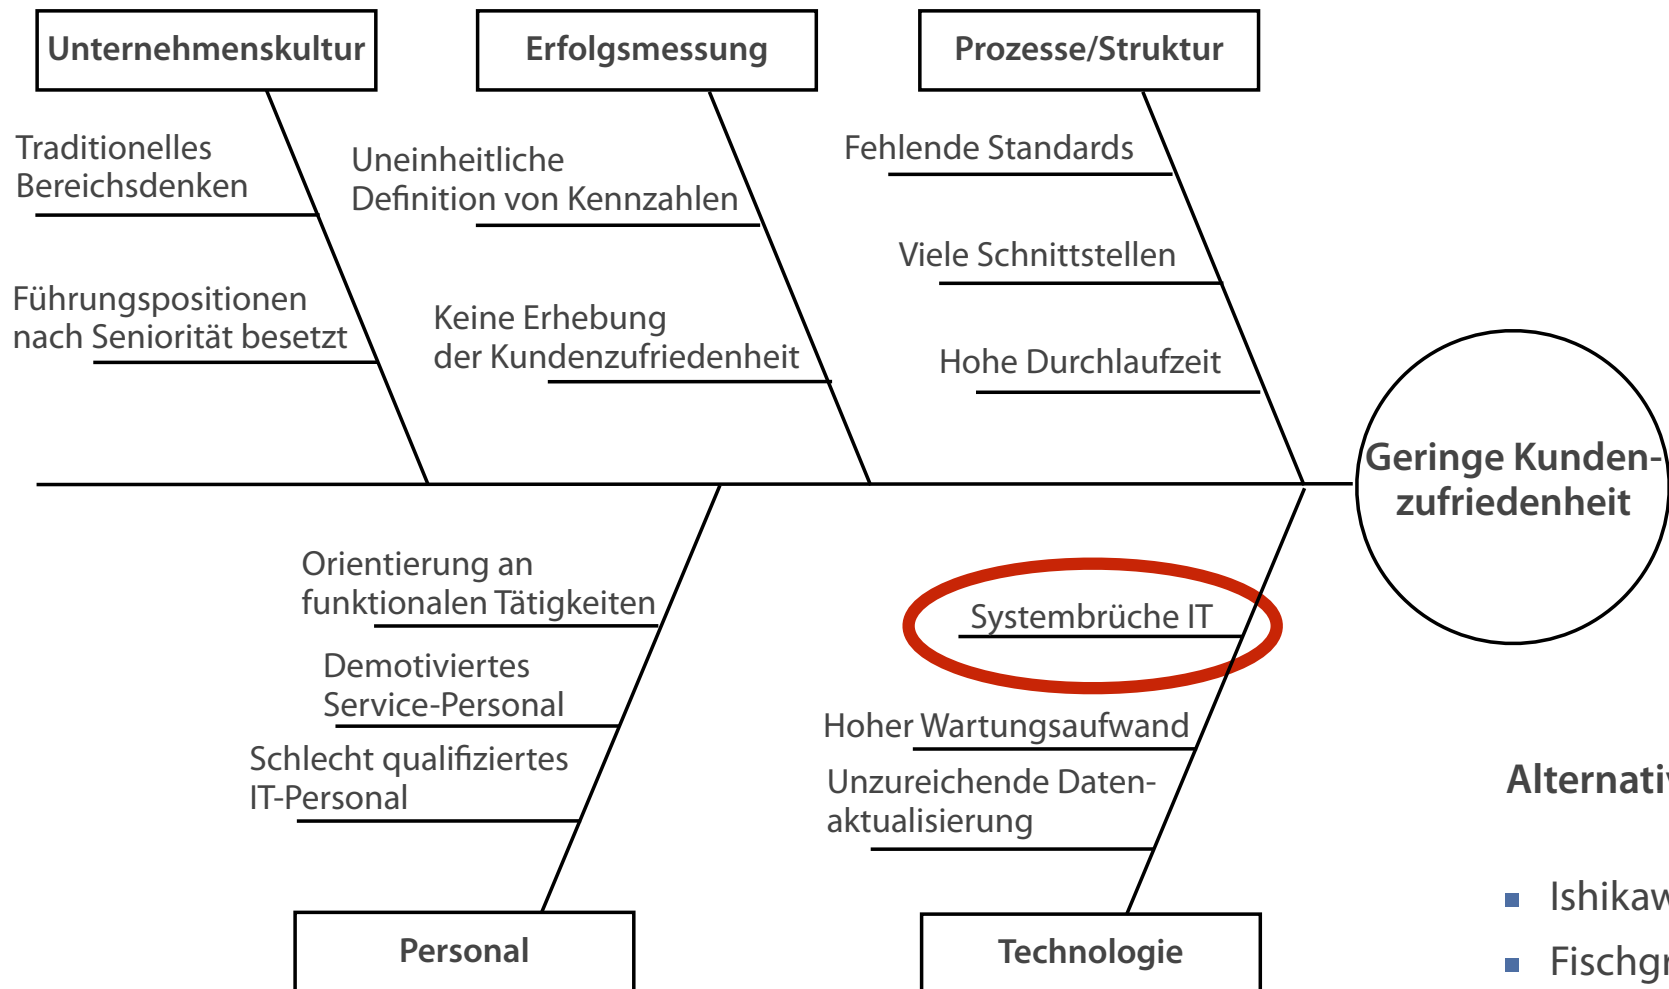 Unternehmenskultur
Erfolgsmessung
Prozesse/Struktur
Traditionelles
Bereichsdenken
Führungspositionen
nach Seniorität besetzt
Uneinheitliche
Definition von Kennzahlen
Keine Erhebung
der Kundenzufriedenheit
Fehlende Standards
Viele Schnittstellen
Hohe Durchlaufzeit
Geringe Kunden-
zufriedenheit
Orientierung an
funktionalen Tätigkeiten
Demotiviertes
Service-Personal
Schlecht qualifiziertes
IT-Personal
Systembrüche IT
Hoher Wartungsaufwand
Unzureichende Daten-
aktualisierung
Personal
Technologie